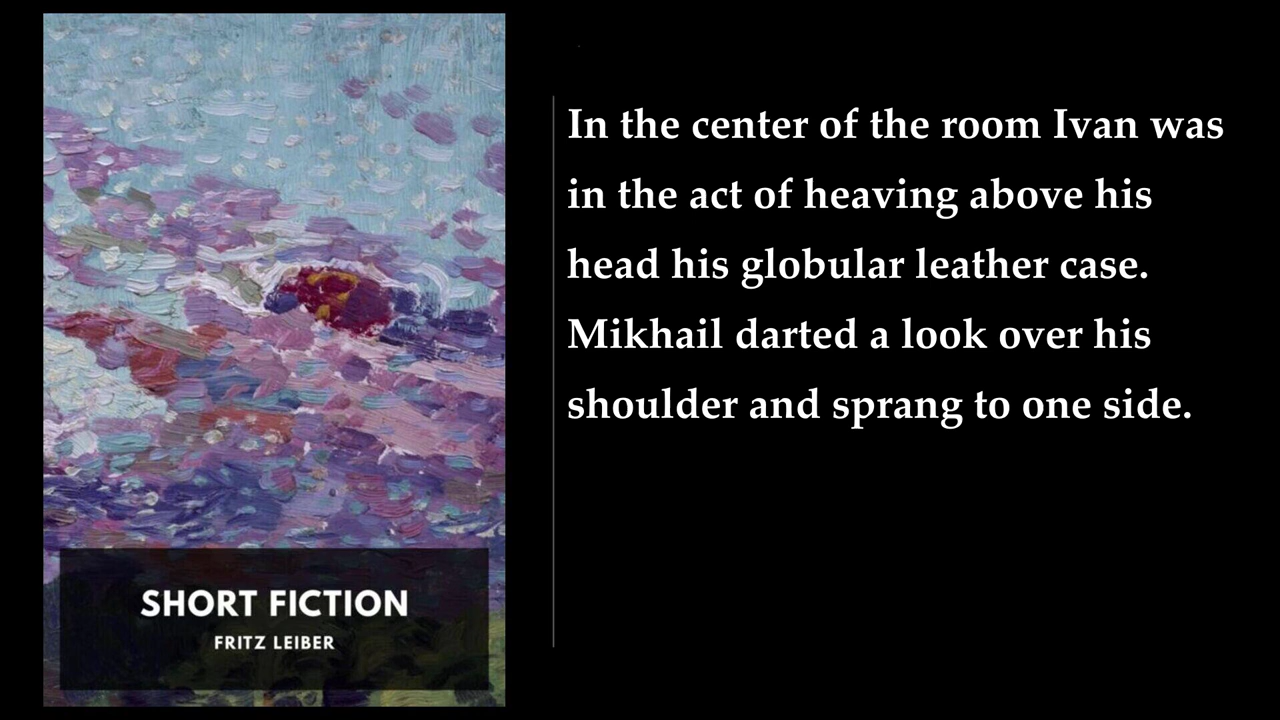 In the center of the room Ivan was
in the act of heaving above his
head his globular leather case.
Mikhail darted a look over his
shoulder and sprang to one side.
SHORT FICTION
FRITZ LEIBER